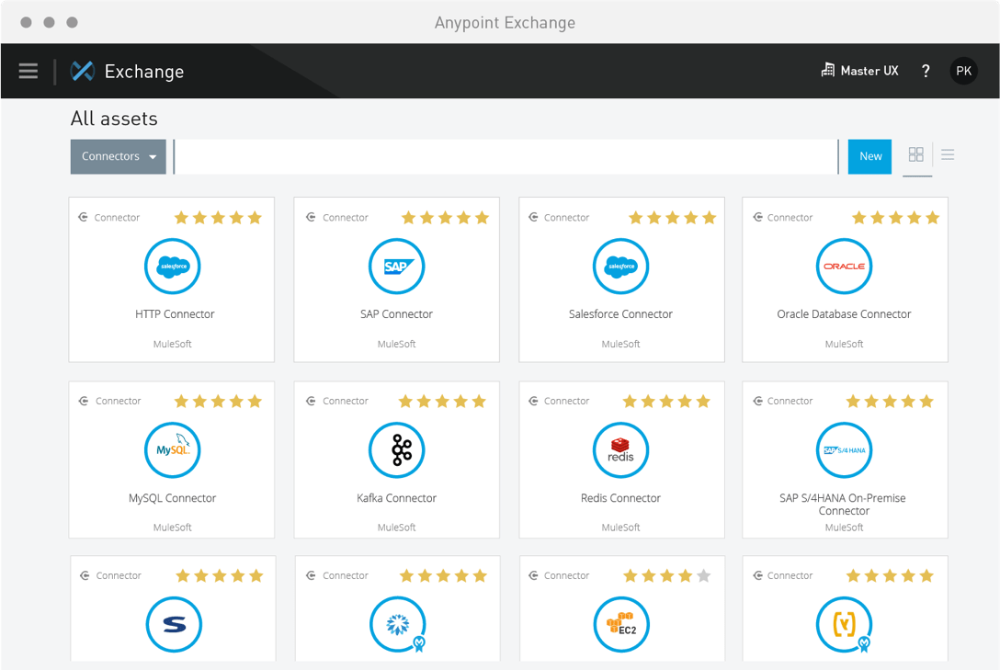 Anypoint Exchange
Exchange
Master UX
?
PK
All assets
Connectors
New
Connector
salesforce
HTTP Connector
MuleSoft
Connector
SAP
SAP Connector
MuleSoft
Connector
salesforce
Salesforce Connector
MuleSoft
Connector
ORACLE
Oracle Database Connector
MuleSoft
Connector
MySQL
MySQL Connector
MuleSoft
Connector
Kafka Connector
MuleSoft
Connector
redis
Redis Connector
MuleSoft
Connector
SAP S/4HANA
SAP S/4HANA On-Premise
Connector
MuleSoft
Connector
S
Connector
Connector
EC2
Connector